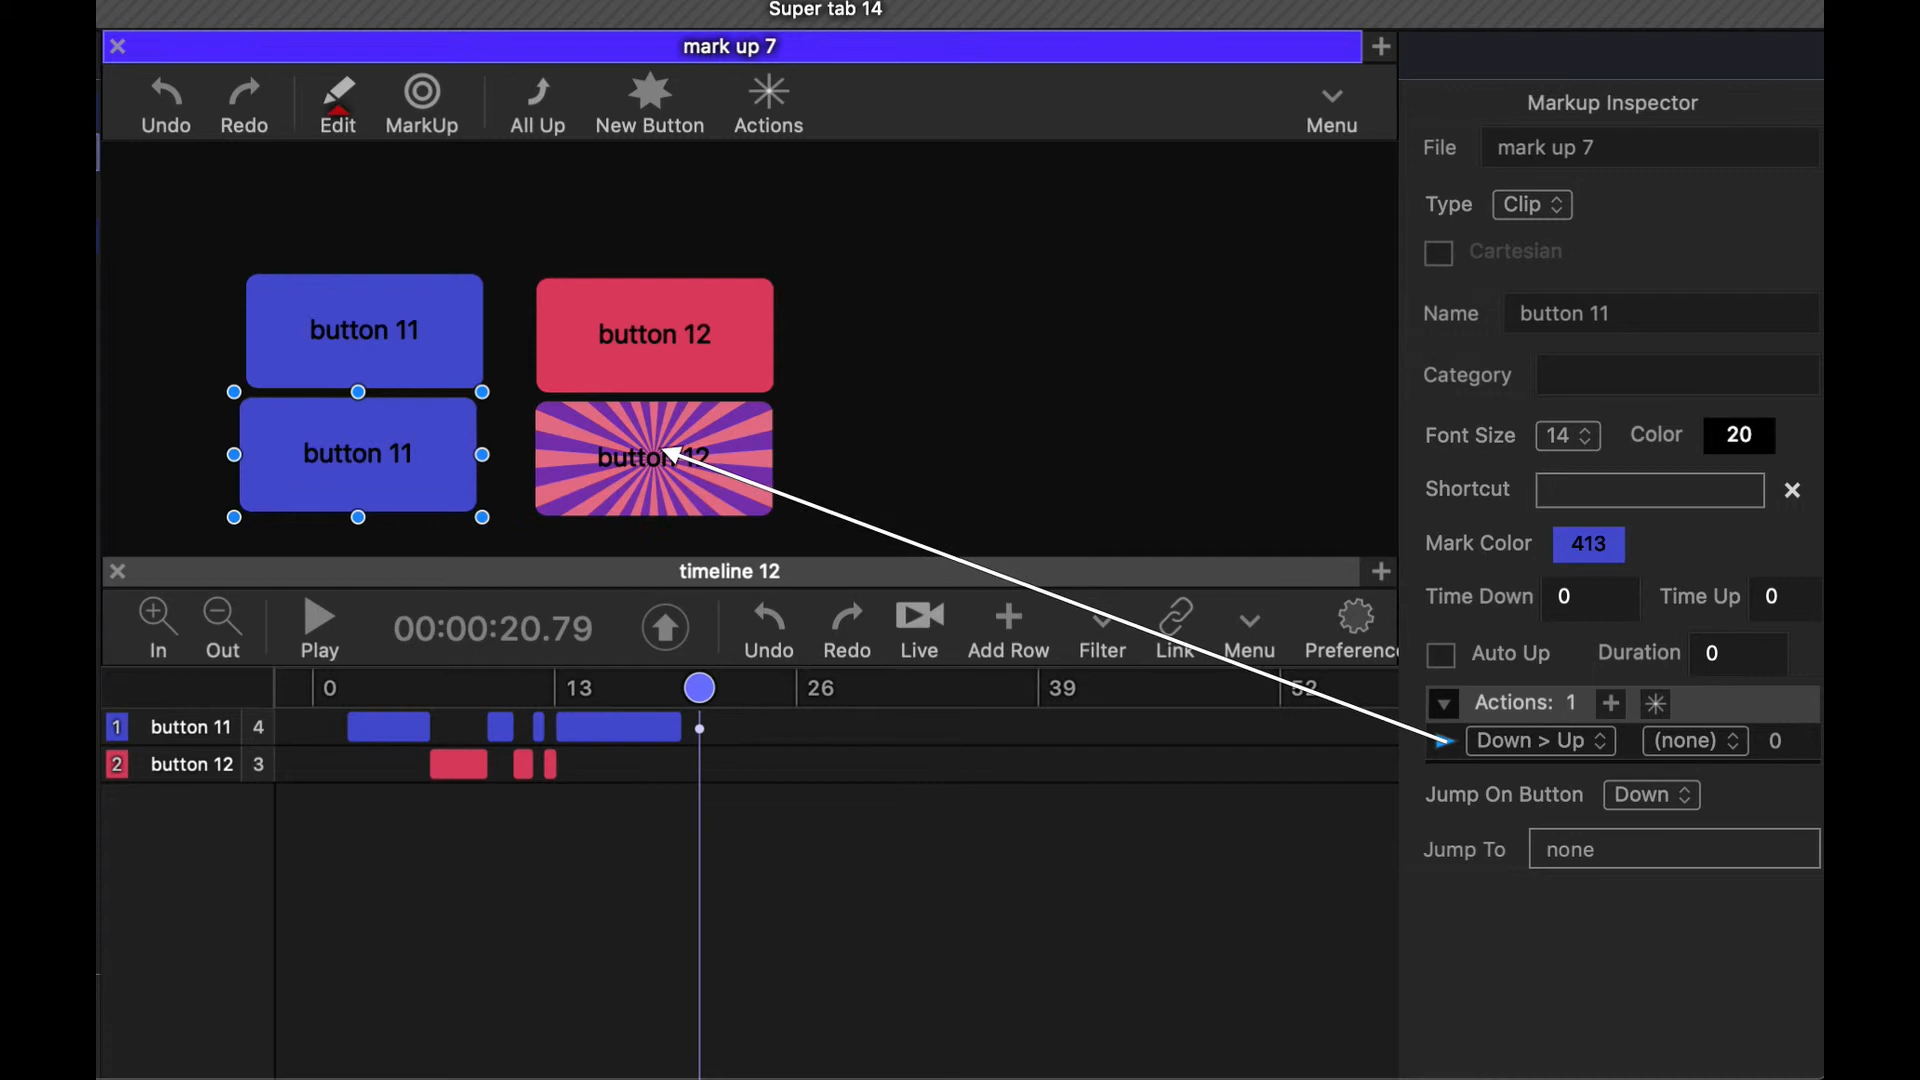 Super tab 14
mark up 7
Undo Redo Edit MarkUp All Up New Button Actions Menu
button 11 button 12
button 11 button 12
timeline 12
In Out Play 00:00:20.79 Undo Redo Live Add Row Filter Link Menu Preferenc
0 13 26 39 52
1 button 11 4
2 button 12 3
Markup Inspector
File mark up 7
Type Clip
Cartesian
Name button 11
Category
Font Size 14 Color 20
Shortcut
Mark Color 413
Time Down 0 Time Up 0
Auto Up Duration 0
Actions: 1
Down > Up (none) 0
Jump On Button Down
Jump To none